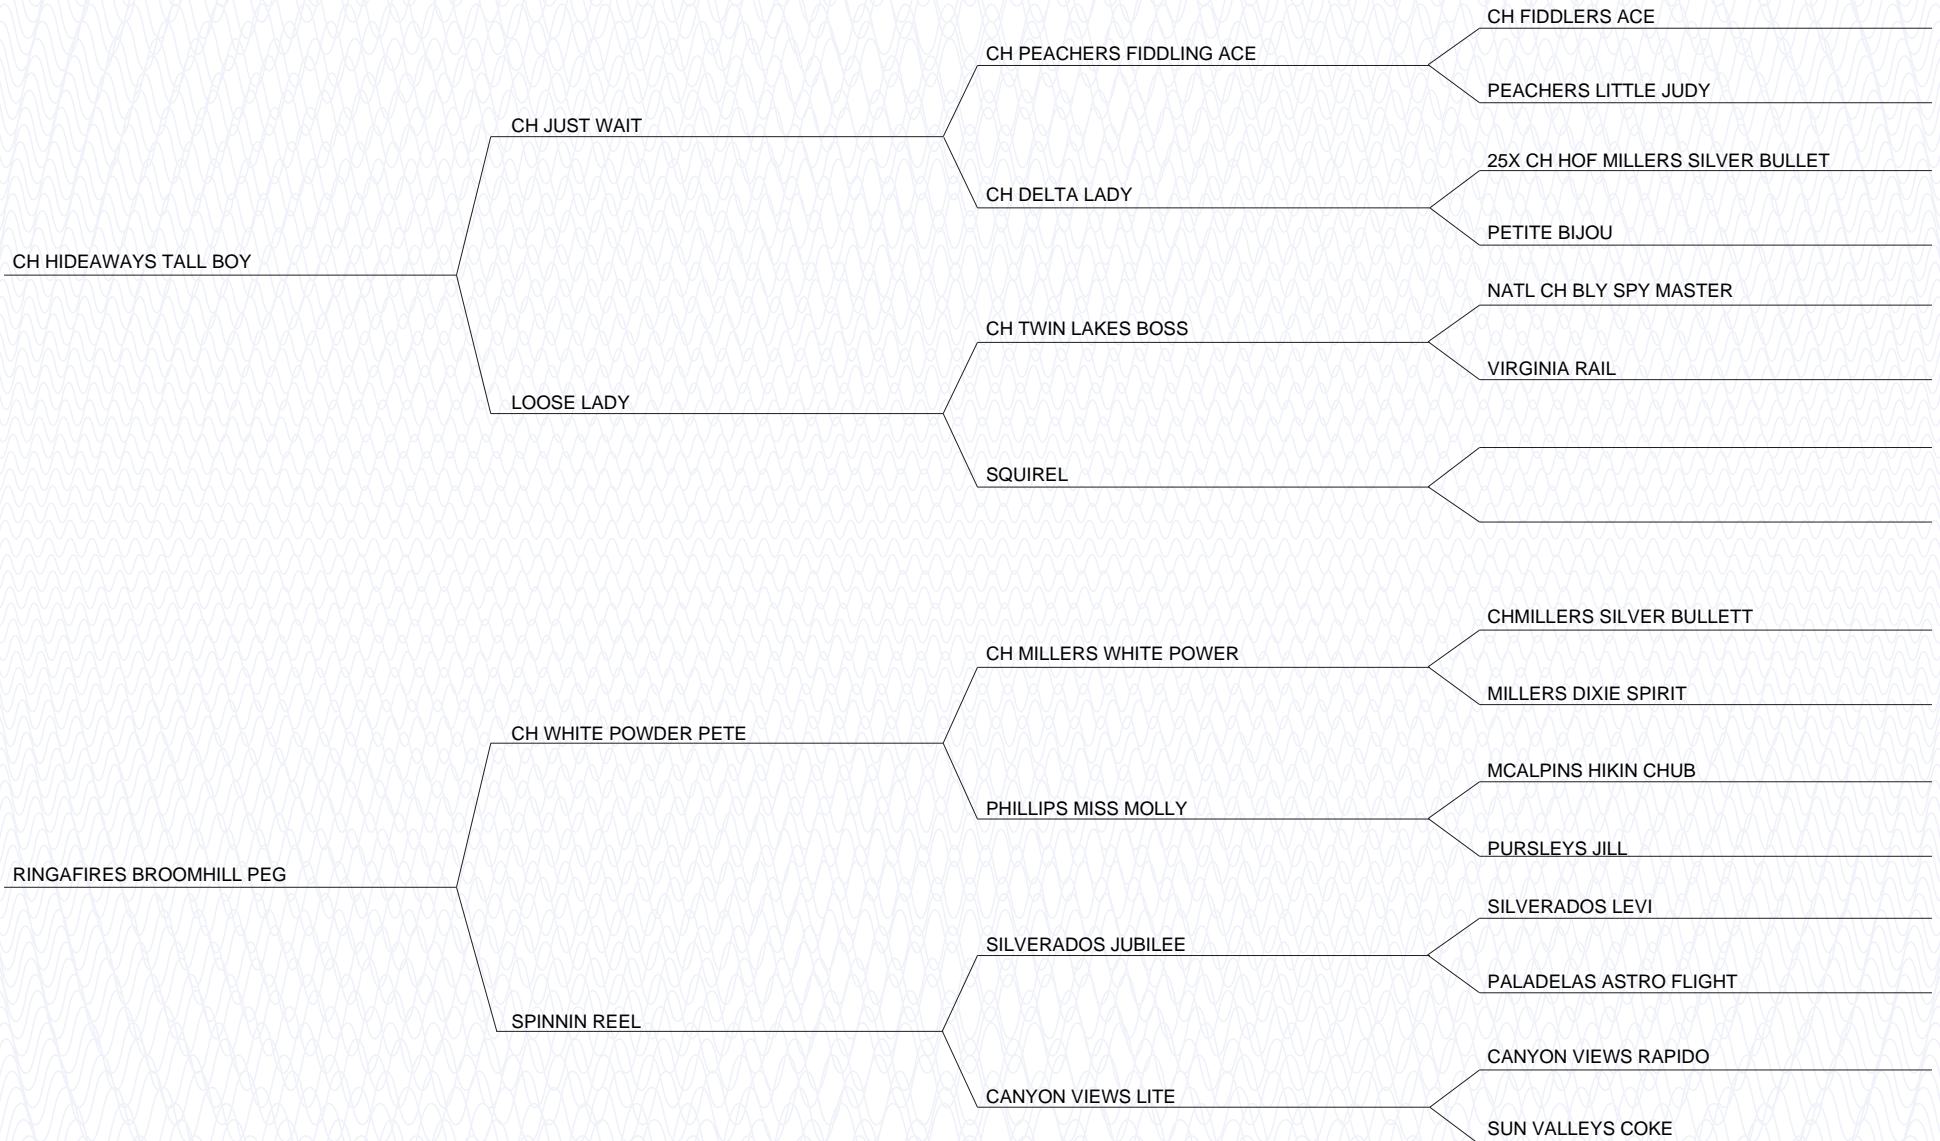 CH FIDDLERS ACE
CH PEACHERS FIDDLING ACE
PEACHERS LITTLE JUDY
CH JUST WAIT
25X CH HOF MILLERS SILVER BULLET
CH DELTA LADY
PETITE BIJOU
CH HIDEAWAYS TALL BOY
NATL CH BLY SPY MASTER
CH TWIN LAKES BOSS
VIRGINIA RAIL
LOOSE LADY
SQUIREL
CHMILLERS SILVER BULLETT
CH MILLERS WHITE POWER
MILLERS DIXIE SPIRIT
CH WHITE POWDER PETE
MCALPINS HIKIN CHUB
PHILLIPS MISS MOLLY
PURSLEYS JILL
RINGAFIRES BROOMHILL PEG
SILVERADOS LEVI
SILVERADOS JUBILEE
PALADELAS ASTRO FLIGHT
SPINNIN REEL
CANYON VIEWS RAPIDO
CANYON VIEWS LITE
SUN VALLEYS COKE